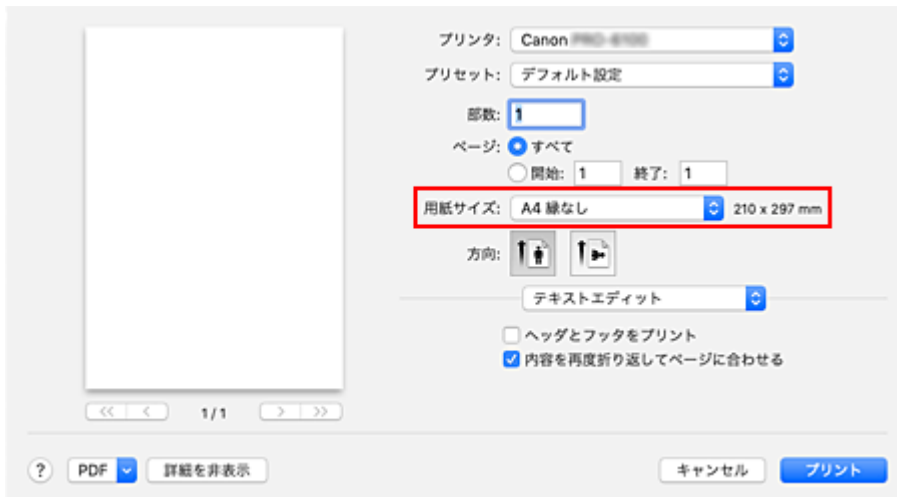 プリンタ: Canon
プリセット: デフォルト設定
部数: 1
ページ: すべて
開始: 1 終了: 1
用紙サイズ: A4 縁なし 210 x 297 mm
方向:
テキストエディット
ヘッダとフッタをプリント
内容を再度折り返してページに合わせる
1 / 1
? PDF 詳細を非表示 キャンセル プリント